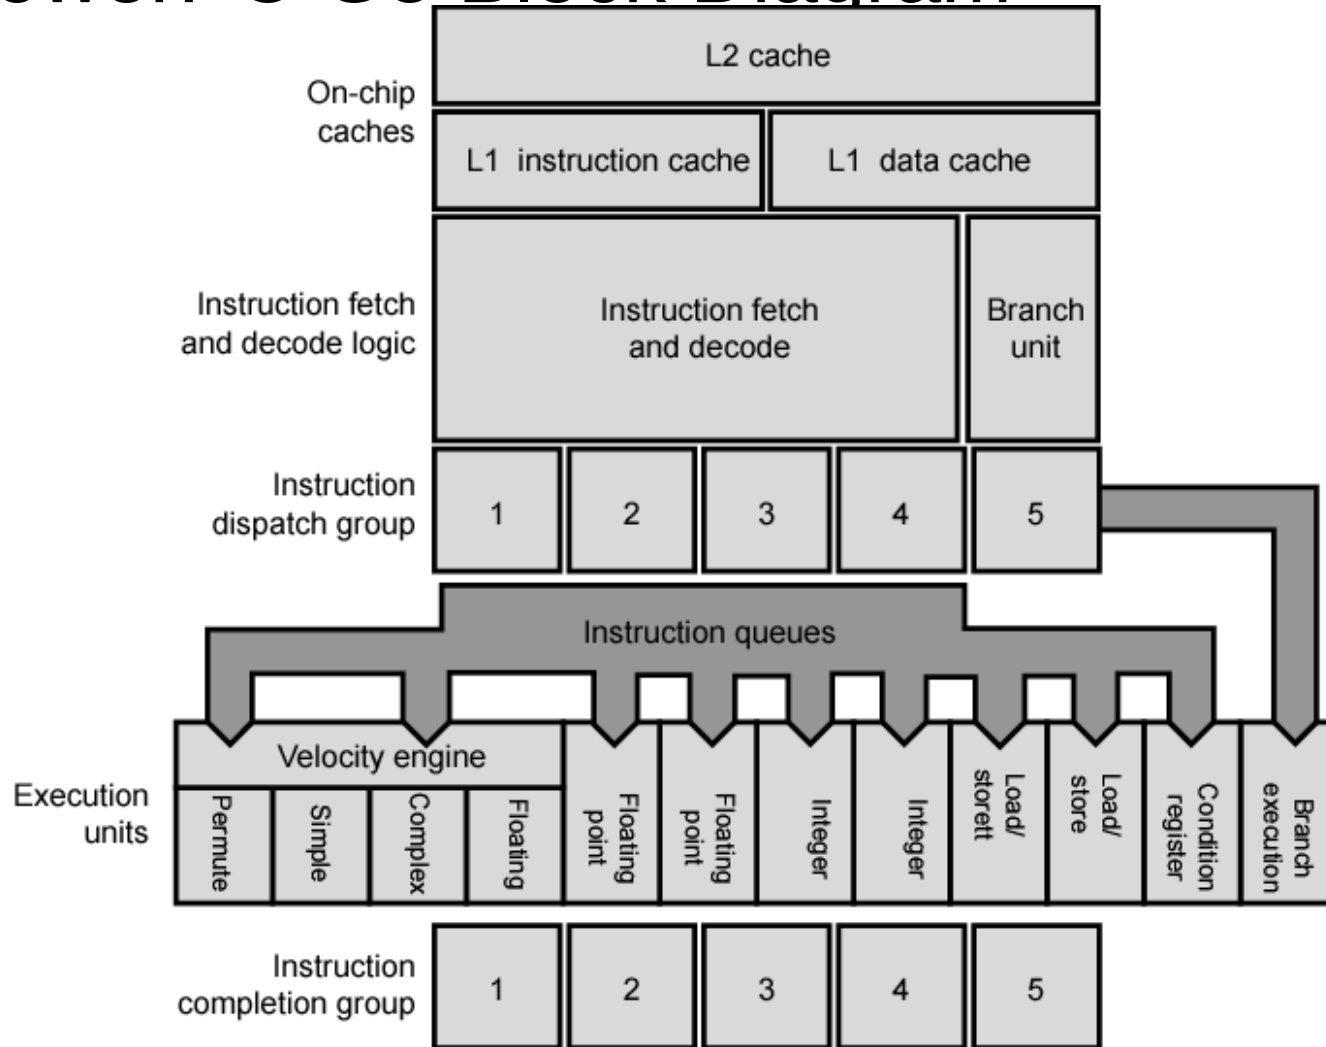 Block Diagram
L2 cache
On-chip
caches
L1 instruction cache
L1 data cache
Instruction fetch
and decode logic
Instruction fetch
and decode
Branch
unit
Instruction
dispatch group
1
2
3
4
5
Instruction queues
Velocity engine
Execution
units
Permute
Simple
Complex
Floating
Floating
point
Floating
point
Integer
Integer
Load/
storett
Load/
store
Condition
register
Branch
execution
Instruction
completion group
1
2
3
4
5